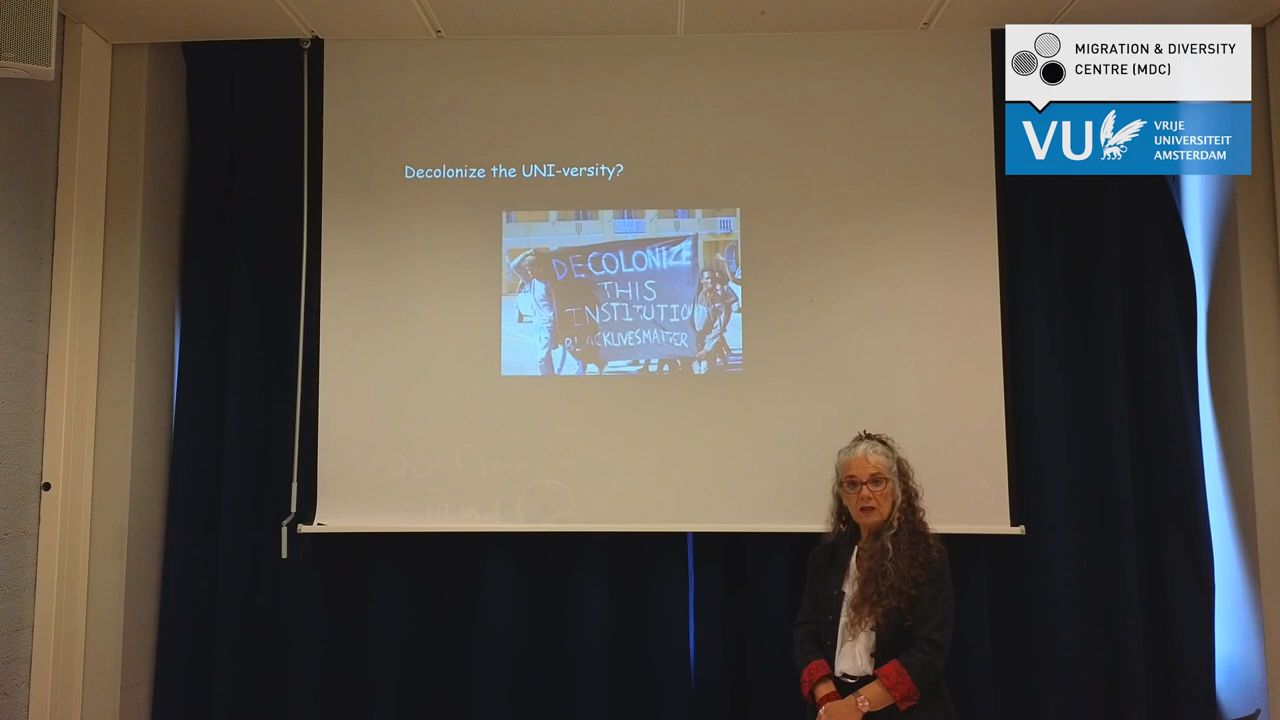 MIGRATION & DIVERSITY
CENTRE (MDC)
VU
VRIJE
UNIVERSITEIT
AMSTERDAM
Decolonize the UNI-versity?
DECOLONIZE
THIS
INSTITUTIO
BLACKLIVESMATTER